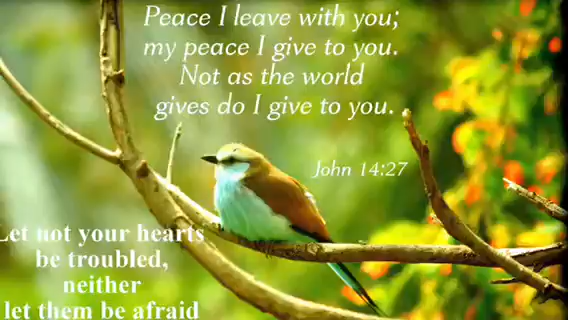 Peace I leave with you;
my peace I give to you.
Not as the world
gives do I give to you.
John 14:27
Let not your hearts
be troubled,
neither
let them be afraid